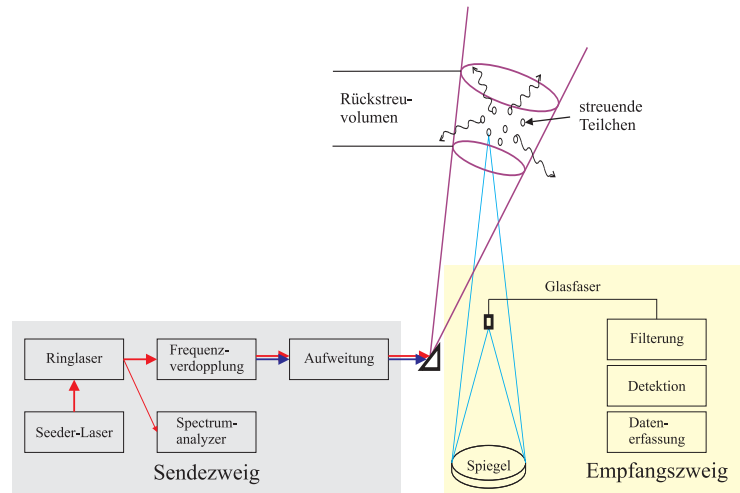 Rückstreu-
volumen
streuende
Teilchen
Glasfaser
Ringlaser
Frequenz-
verdopplung
Aufweitung
Filterung
Detektion
Seeder-Laser
Spectrum-
analyzer
Daten-
erfassung
Spiegel
Sendezweig
Empfangszweig